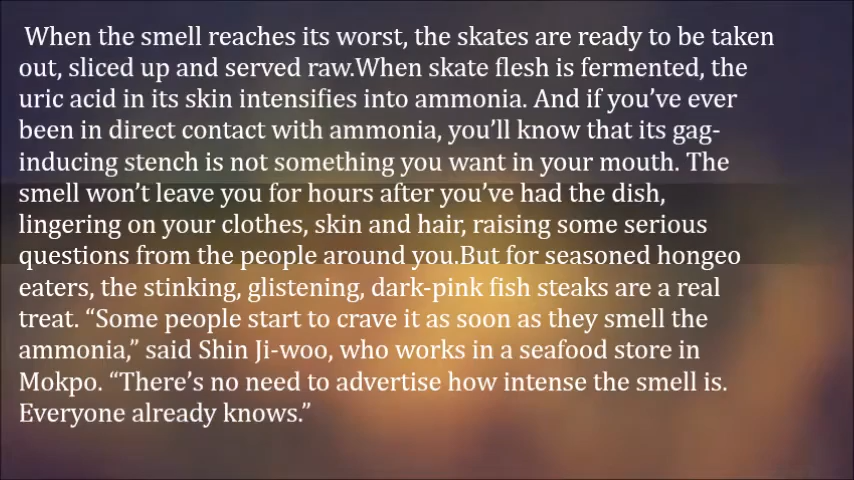 When the smell reaches its worst, the skates are ready to be taken
out, sliced up and served raw.When skate flesh is fermented, the
uric acid in its skin intensifies into ammonia. And if you’ve ever
been in direct contact with ammonia, you’ll know that its gag-
inducing stench is not something you want in your mouth. The
smell won’t leave you for hours after you’ve had the dish,
lingering on your clothes, skin and hair, raising some serious
questions from the people around you.But for seasoned hongeo
eaters, the stinking, glistening, dark-pink fish steaks are a real
treat. “Some people start to crave it as soon as they smell the
ammonia,” said Shin Ji-woo, who works in a seafood store in
Mokpo. “There’s no need to advertise how intense the smell is.
Everyone already knows.”